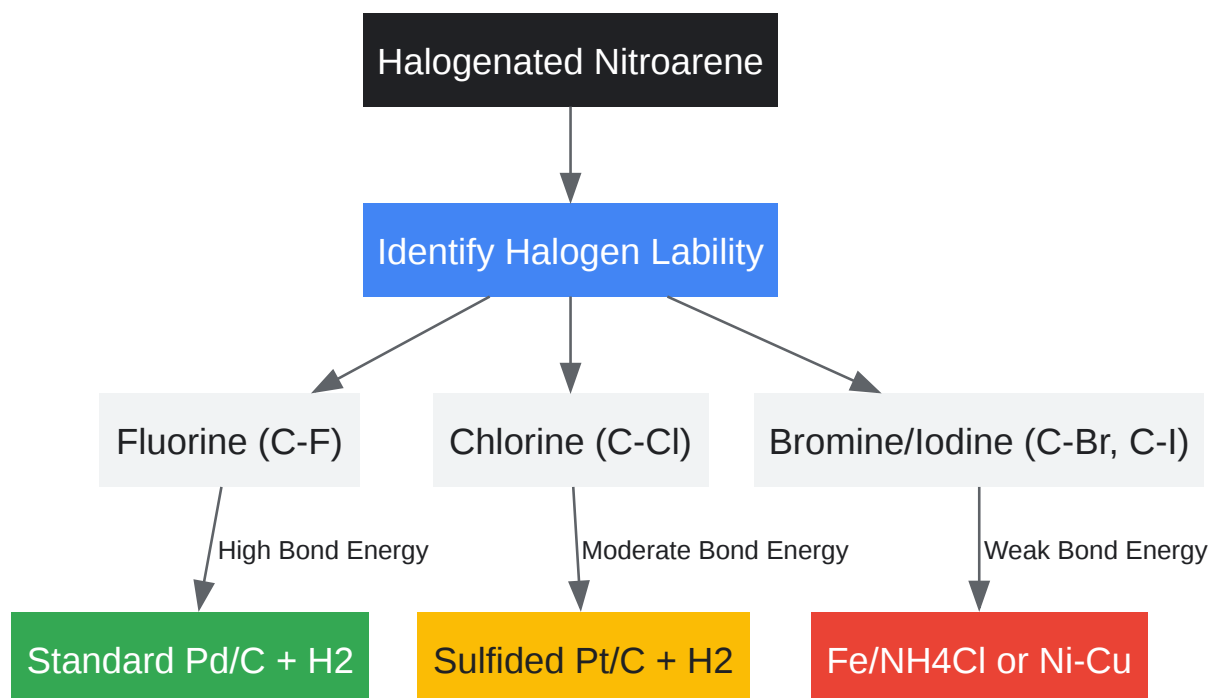 Halogenated Nitroarene
Identify Halogen Lability
Fluorine (C-F)
Chlorine (C-Cl)
Bromine/Iodine (C-Br, C-I)
High Bond Energy
Moderate Bond Energy
Weak Bond Energy
Standard Pd/C + H2
Sulfided Pt/C + H2
Fe/NH4Cl or Ni-Cu